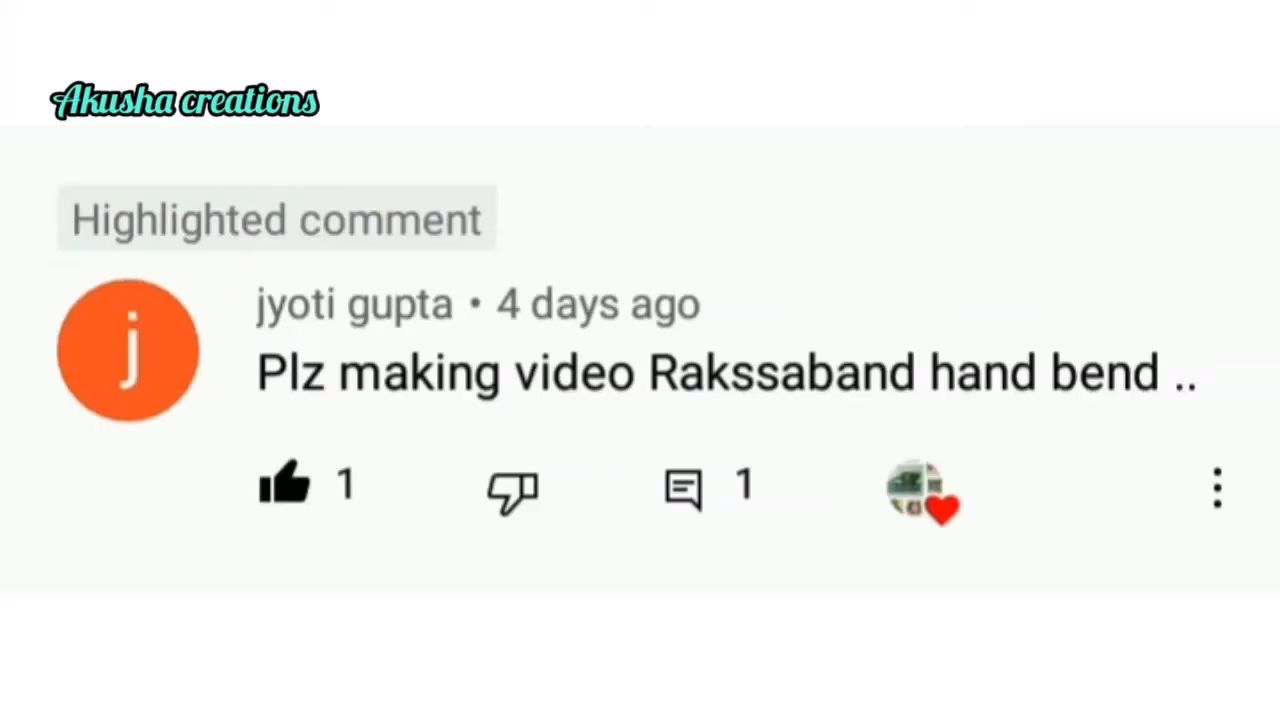 Akusha creations
Highlighted comment
j
jyoti gupta • 4 days ago
Plz making video Rakssaband hand bend ..
1 1